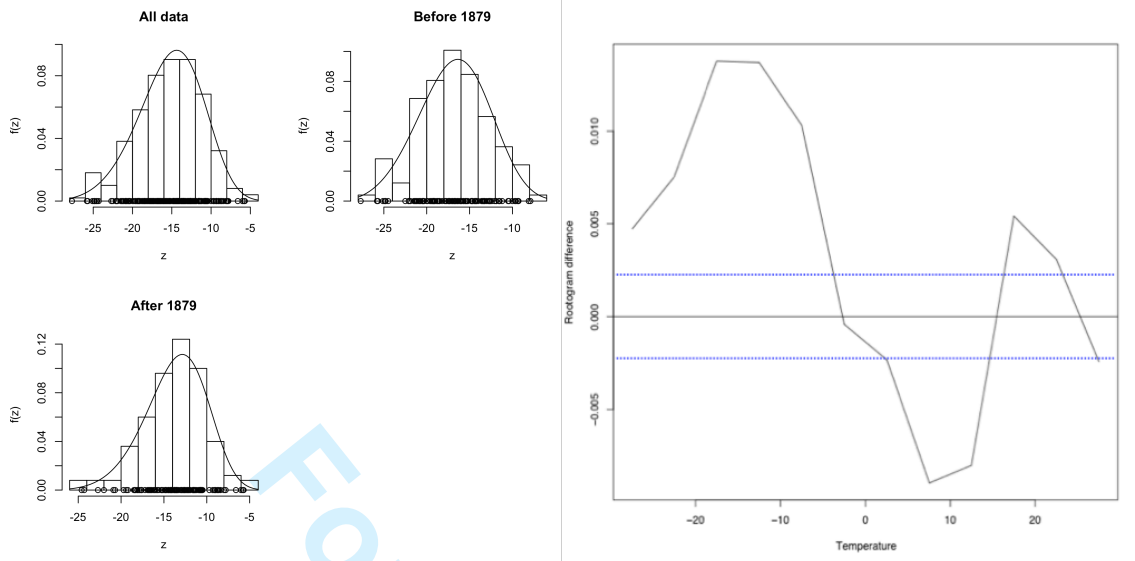 All data
f(z)
0.00 0.04 0.08
-25 -20 -15 -10 -5
z
Before 1879
f(z)
0.00 0.04 0.08
-25 -20 -15 -10
z
After 1879
f(z)
0.00 0.04 0.08 0.12
-25 -20 -15 -10 -5
z
Fo
Rootogram difference
-0.005 0.000 0.005 0.010
-20 -10 0 10 20
Temperature